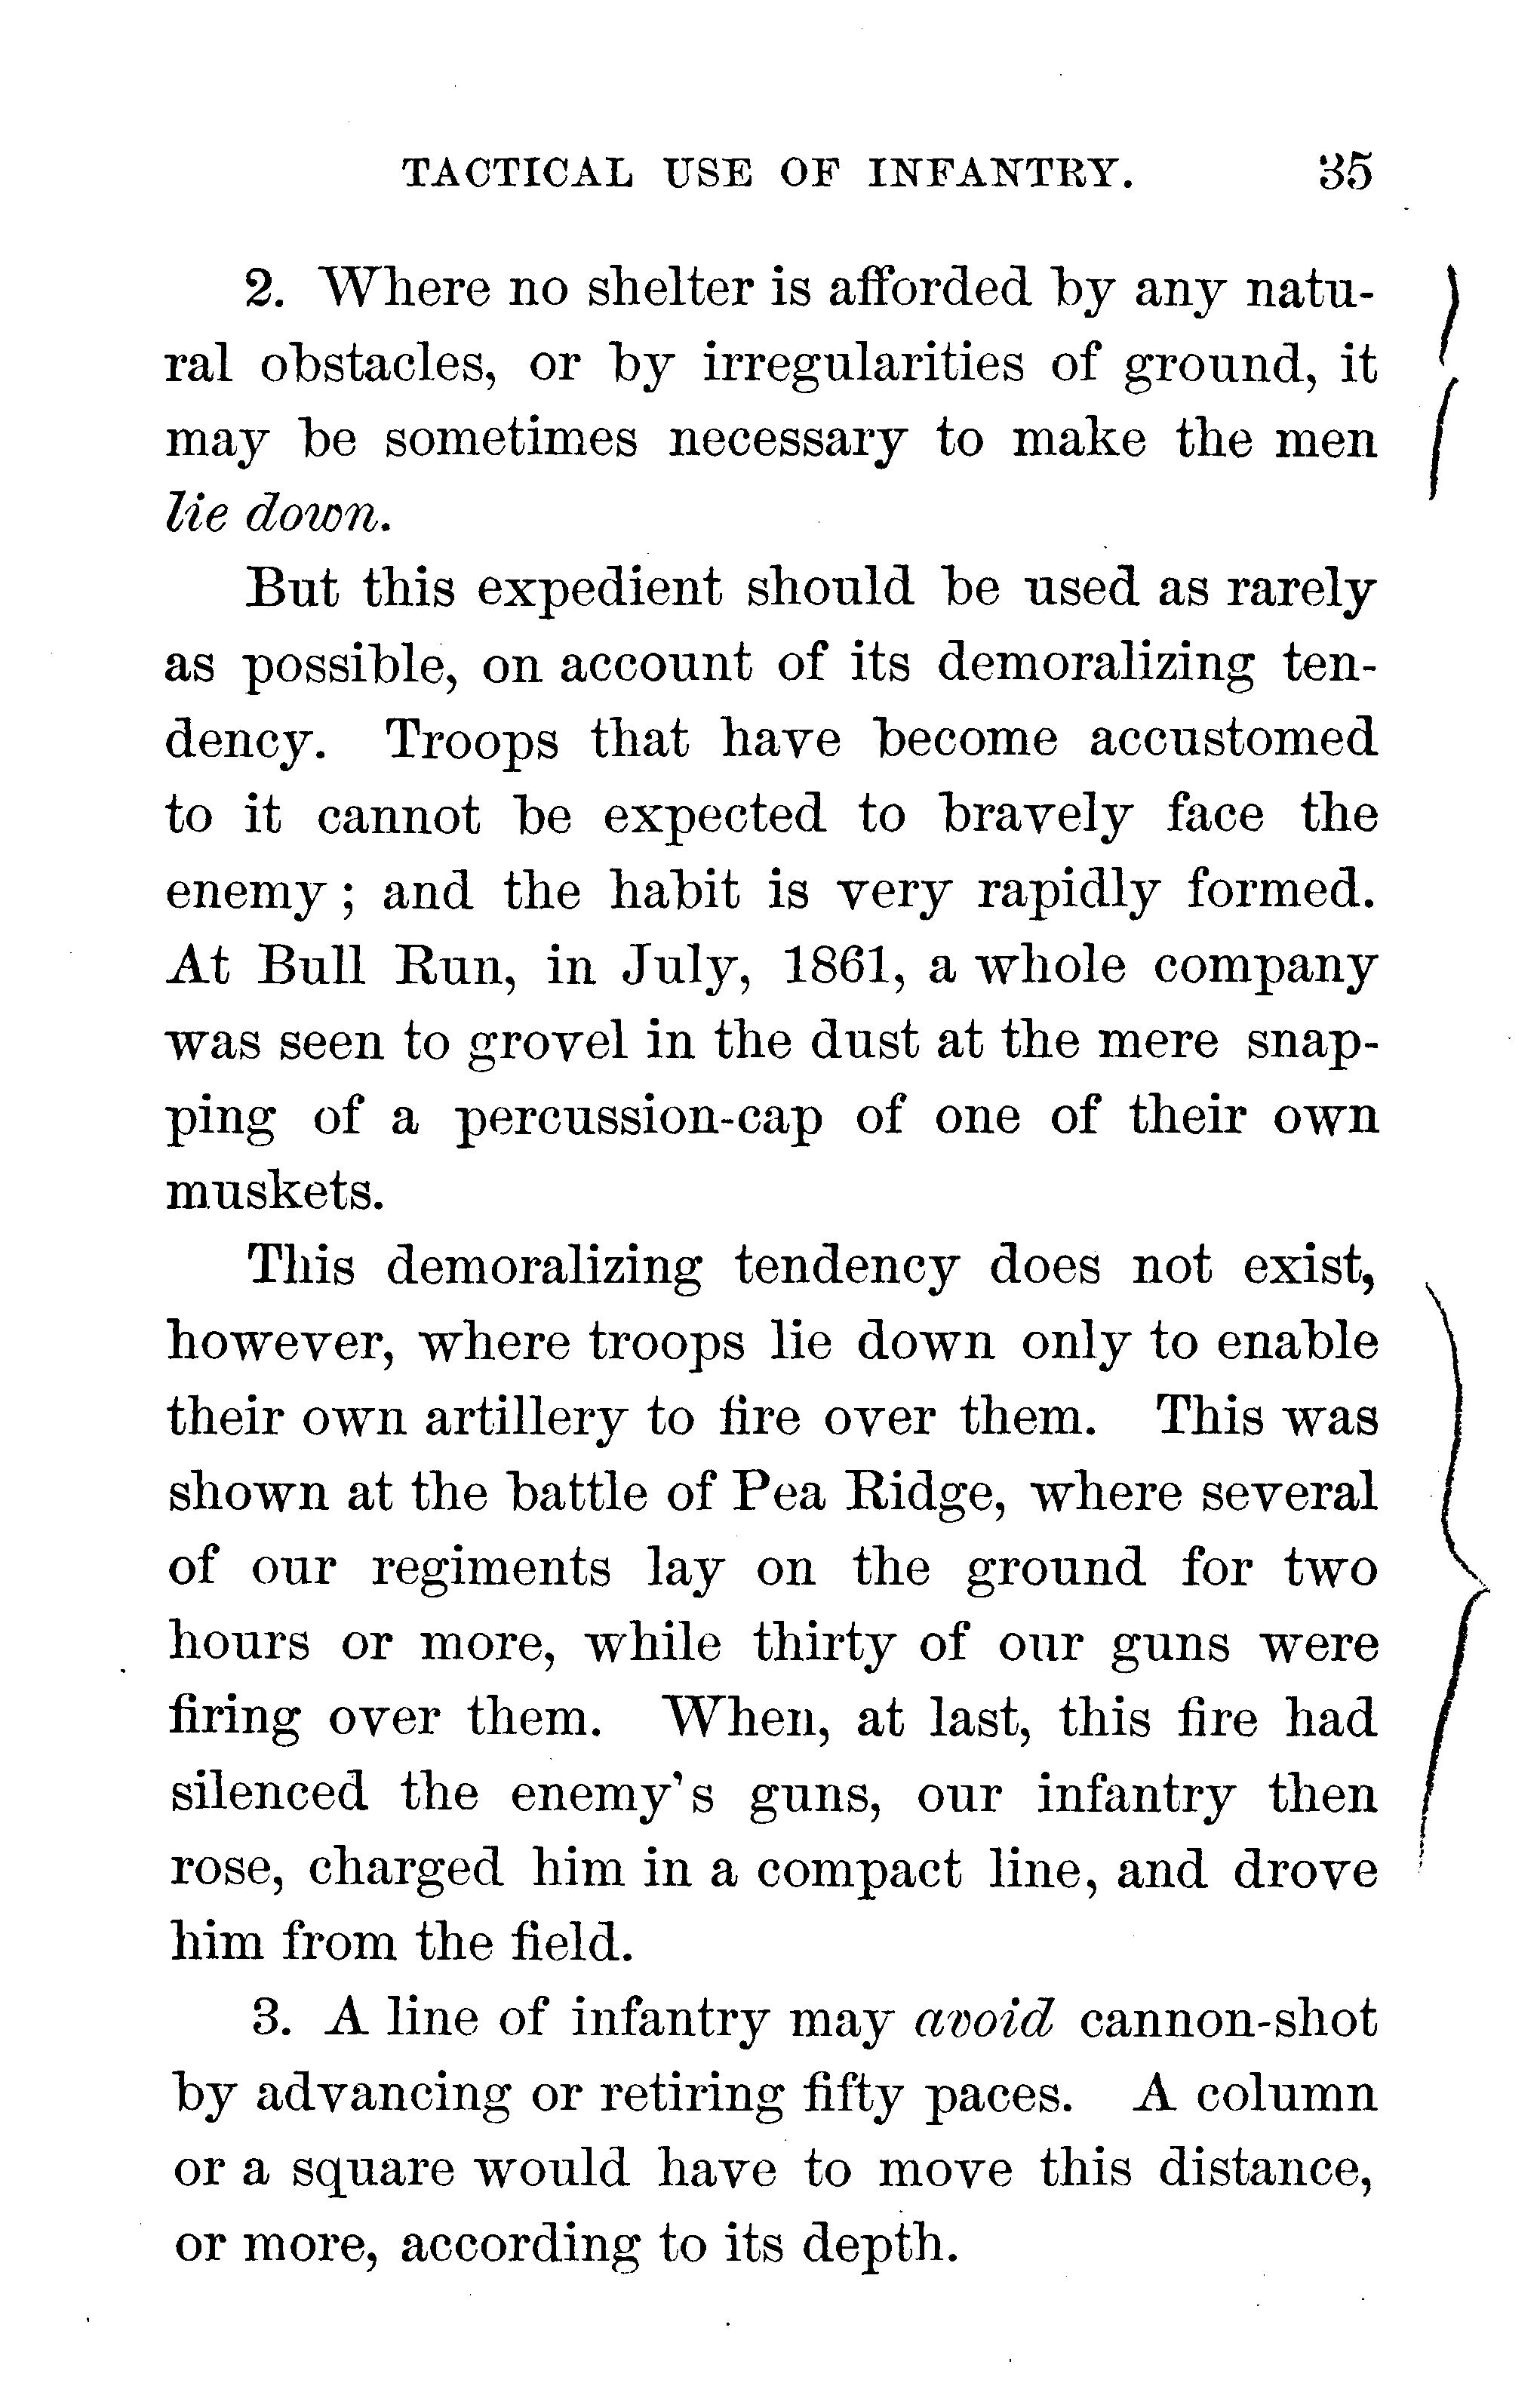 TACTICAL USE OF INFANTRY. 35
2. Where no shelter is afforded by any natu-
ral obstacles, or by irregularities of ground, it
may be sometimes necessary to make the men
lie down.
But this expedient should be used as rarely
as possible, on account of its demoralizing ten-
dency. Troops that have become accustomed
to it cannot be expected to bravely face the
enemy; and the habit is very rapidly formed.
At Bull Run, in July, 1861, a whole company
was seen to grovel in the dust at the mere snap-
ping of a percussion-cap of one of their own
muskets.
This demoralizing tendency does not exist,
however, where troops lie down only to enable
their own artillery to fire over them. This was
shown at the battle of Pea Ridge, where several
of our regiments lay on the ground for two
hours or more, while thirty of our guns were
firing over them. When, at last, this fire had
silenced the enemy's guns, our infantry then
rose, charged him in a compact line, and drove
him from the field.
3. A line of infantry may avoid cannon-shot
by advancing or retiring fifty paces. A column
or a square would have to move this distance,
or more, according to its depth.